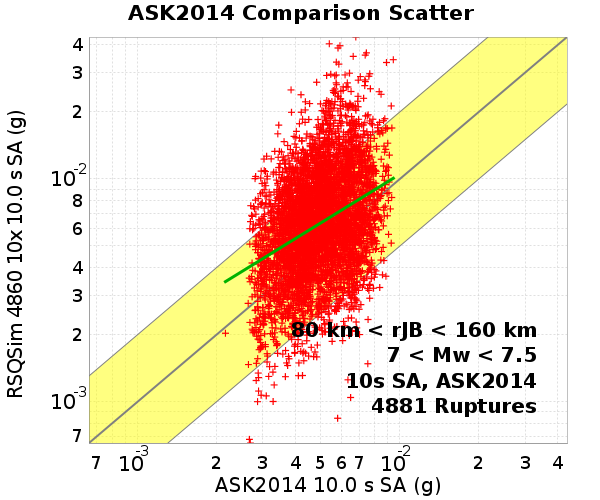 ASK2014 Comparison Scatter
RSQSim 4860 10x 10.0 s SA (g)
4
3
2
10-2
8
6
4
3
2
10-3
7
80 km < rJB < 160 km
7 < Mw < 7.5
10s SA, ASK2014
4881 Ruptures
7 10-3 2 3 4 5 6 7 10-2 2 3 4
ASK2014 10.0 s SA (g)